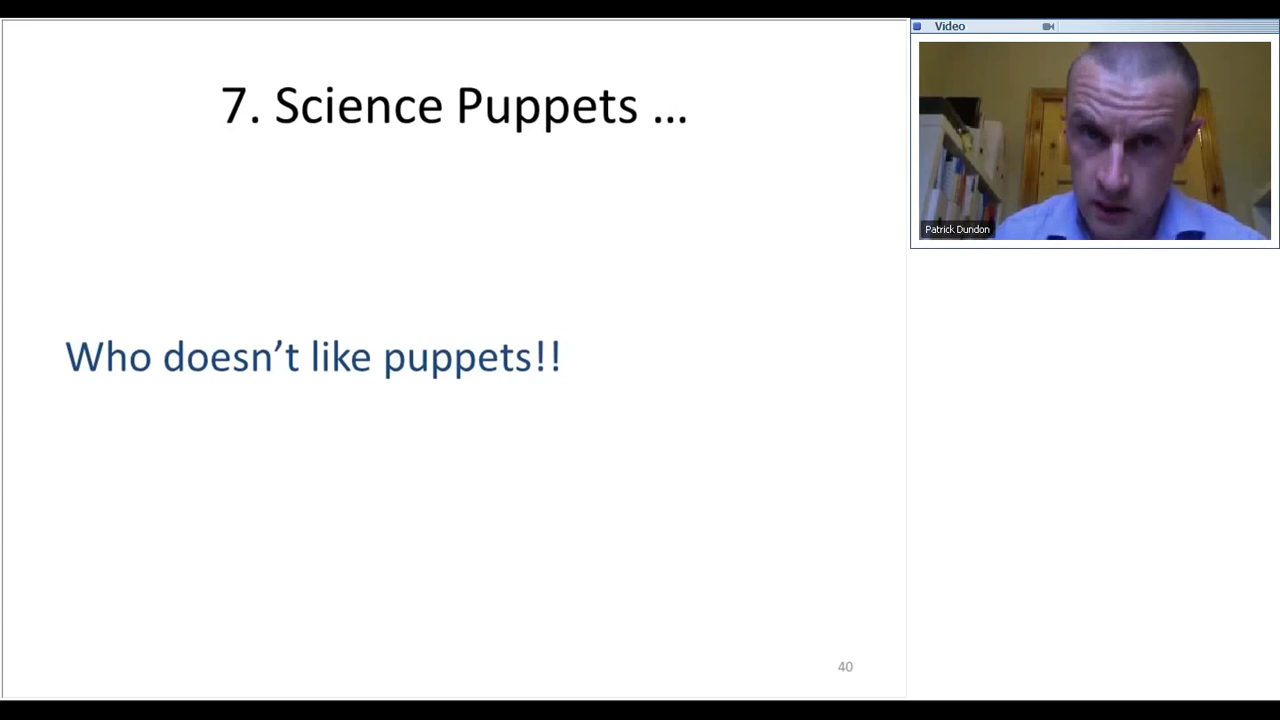 7. Science Puppets ...
Who doesn’t like puppets!!
40
Video
Patrick Dundon